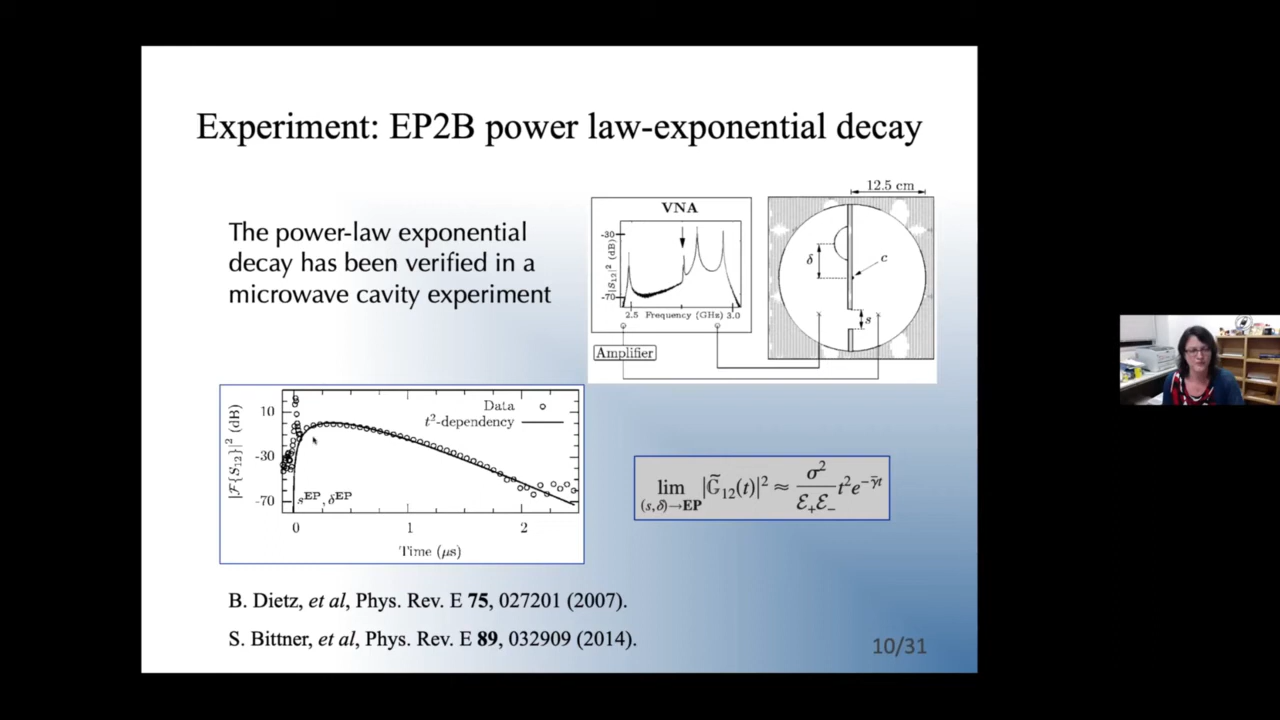 Experiment: EP2B power law-exponential decay
The power-law exponential
decay has been verified in a
microwave cavity experiment
VNA
-30
-70
|S₁₂|² (dB)
2.5 Frequency (GHz) 3.0
Amplifier
12.5 cm
δ
c
s
10
-30
-70
|F{S₁₂}|² (dB)
Data
t²-dependency
s^EP, δ^EP
0 1 2
Time (μs)
lim (s,δ)→EP |G̃₁₂(t)|² ≈ σ²/(ℰ₊ℰ₋) t² e^(−γ̄t)
B. Dietz, et al, Phys. Rev. E 75, 027201 (2007).
S. Bittner, et al, Phys. Rev. E 89, 032909 (2014).
10/31